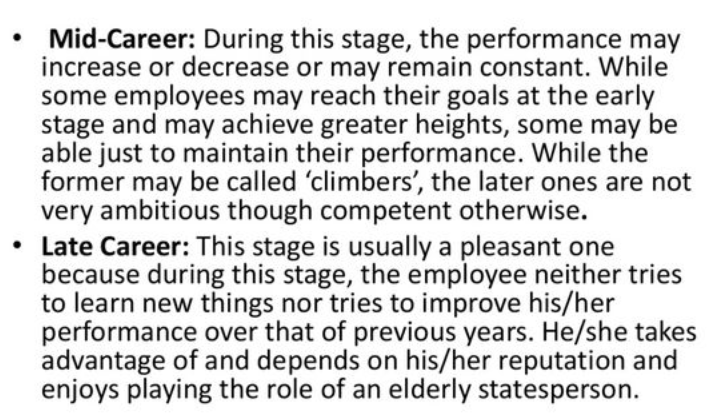 • Mid-Career: During this stage, the performance may
increase or decrease or may remain constant. While
some employees may reach their goals at the early
stage and may achieve greater heights, some may be
able just to maintain their performance. While the
former may be called ‘climbers’, the later ones are not
very ambitious though competent otherwise.
• Late Career: This stage is usually a pleasant one
because during this stage, the employee neither tries
to learn new things nor tries to improve his/her
performance over that of previous years. He/she takes
advantage of and depends on his/her reputation and
enjoys playing the role of an elderly statesperson.